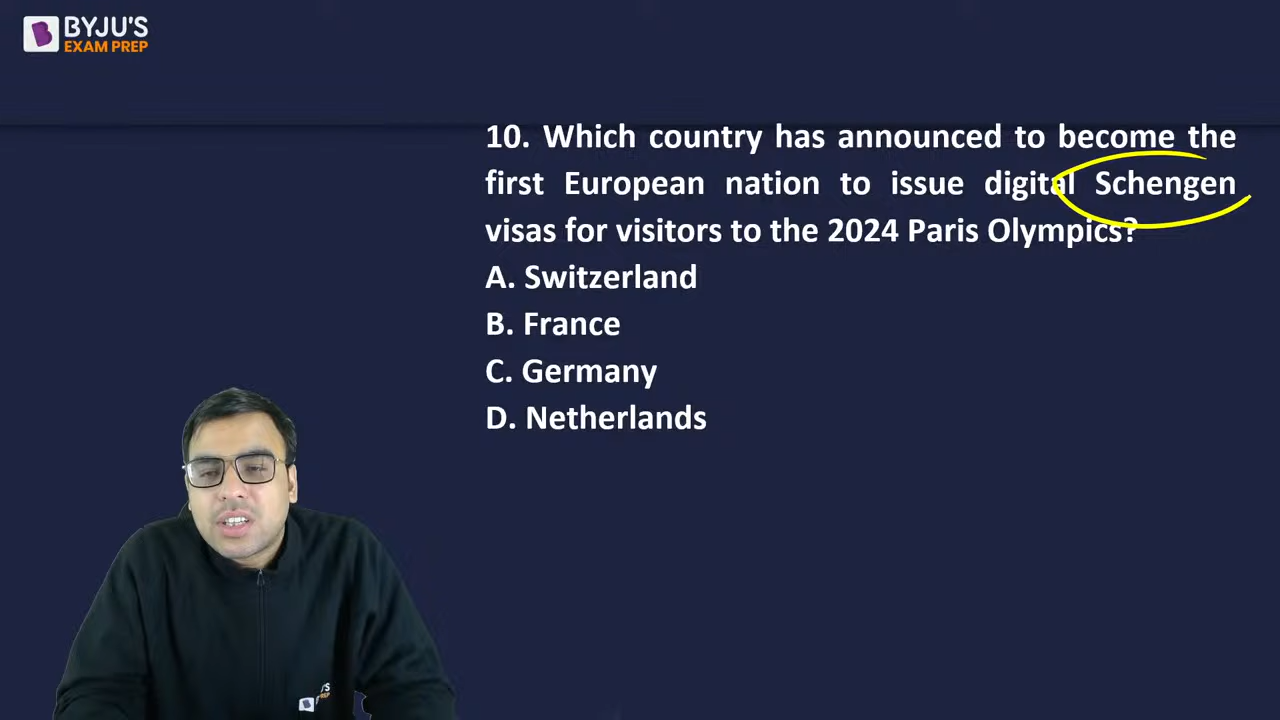 BYJU'S
EXAM PREP
10. Which country has announced to become the
first European nation to issue digital Schengen
visas for visitors to the 2024 Paris Olympics?
A. Switzerland
B. France
C. Germany
D. Netherlands